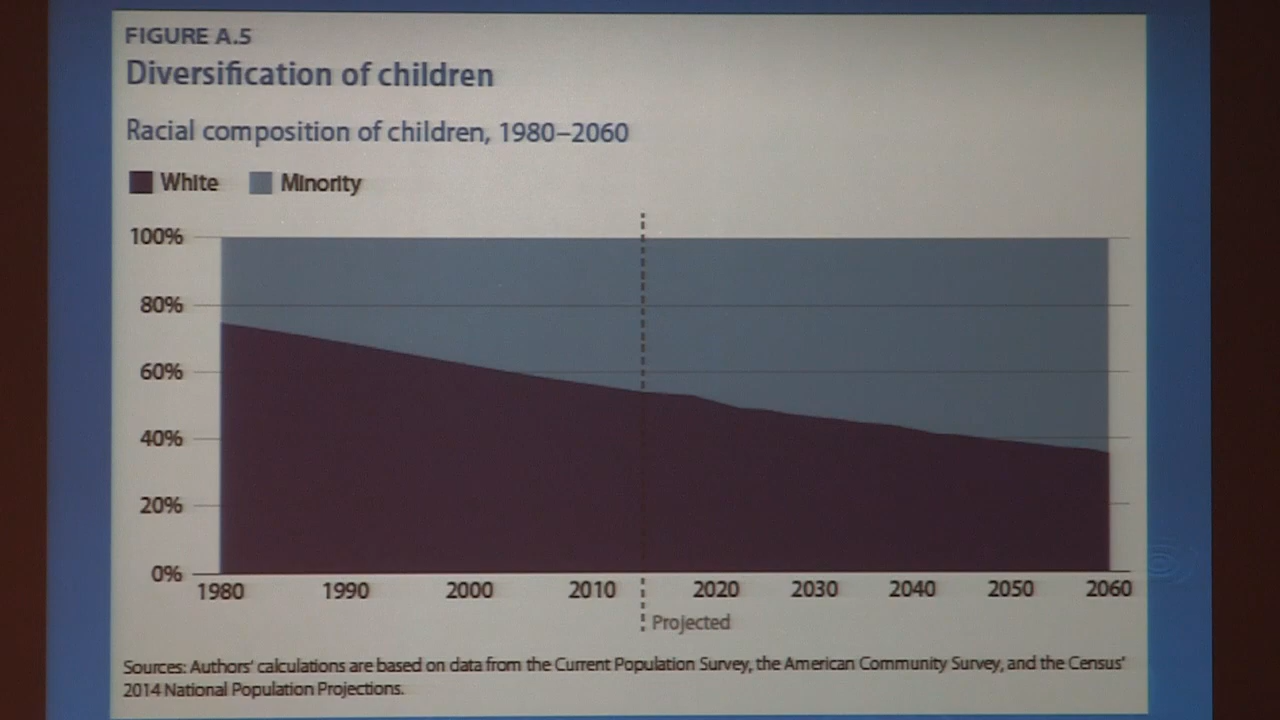 FIGURE A.5
Diversification of children
Racial composition of children, 1980–2060
White Minority
100%
80%
60%
40%
20%
0%
1980 1990 2000 2010 2020 2030 2040 2050 2060
Projected
Sources: Authors' calculations are based on data from the Current Population Survey, the American Community Survey, and the Census'
2014 National Population Projections.